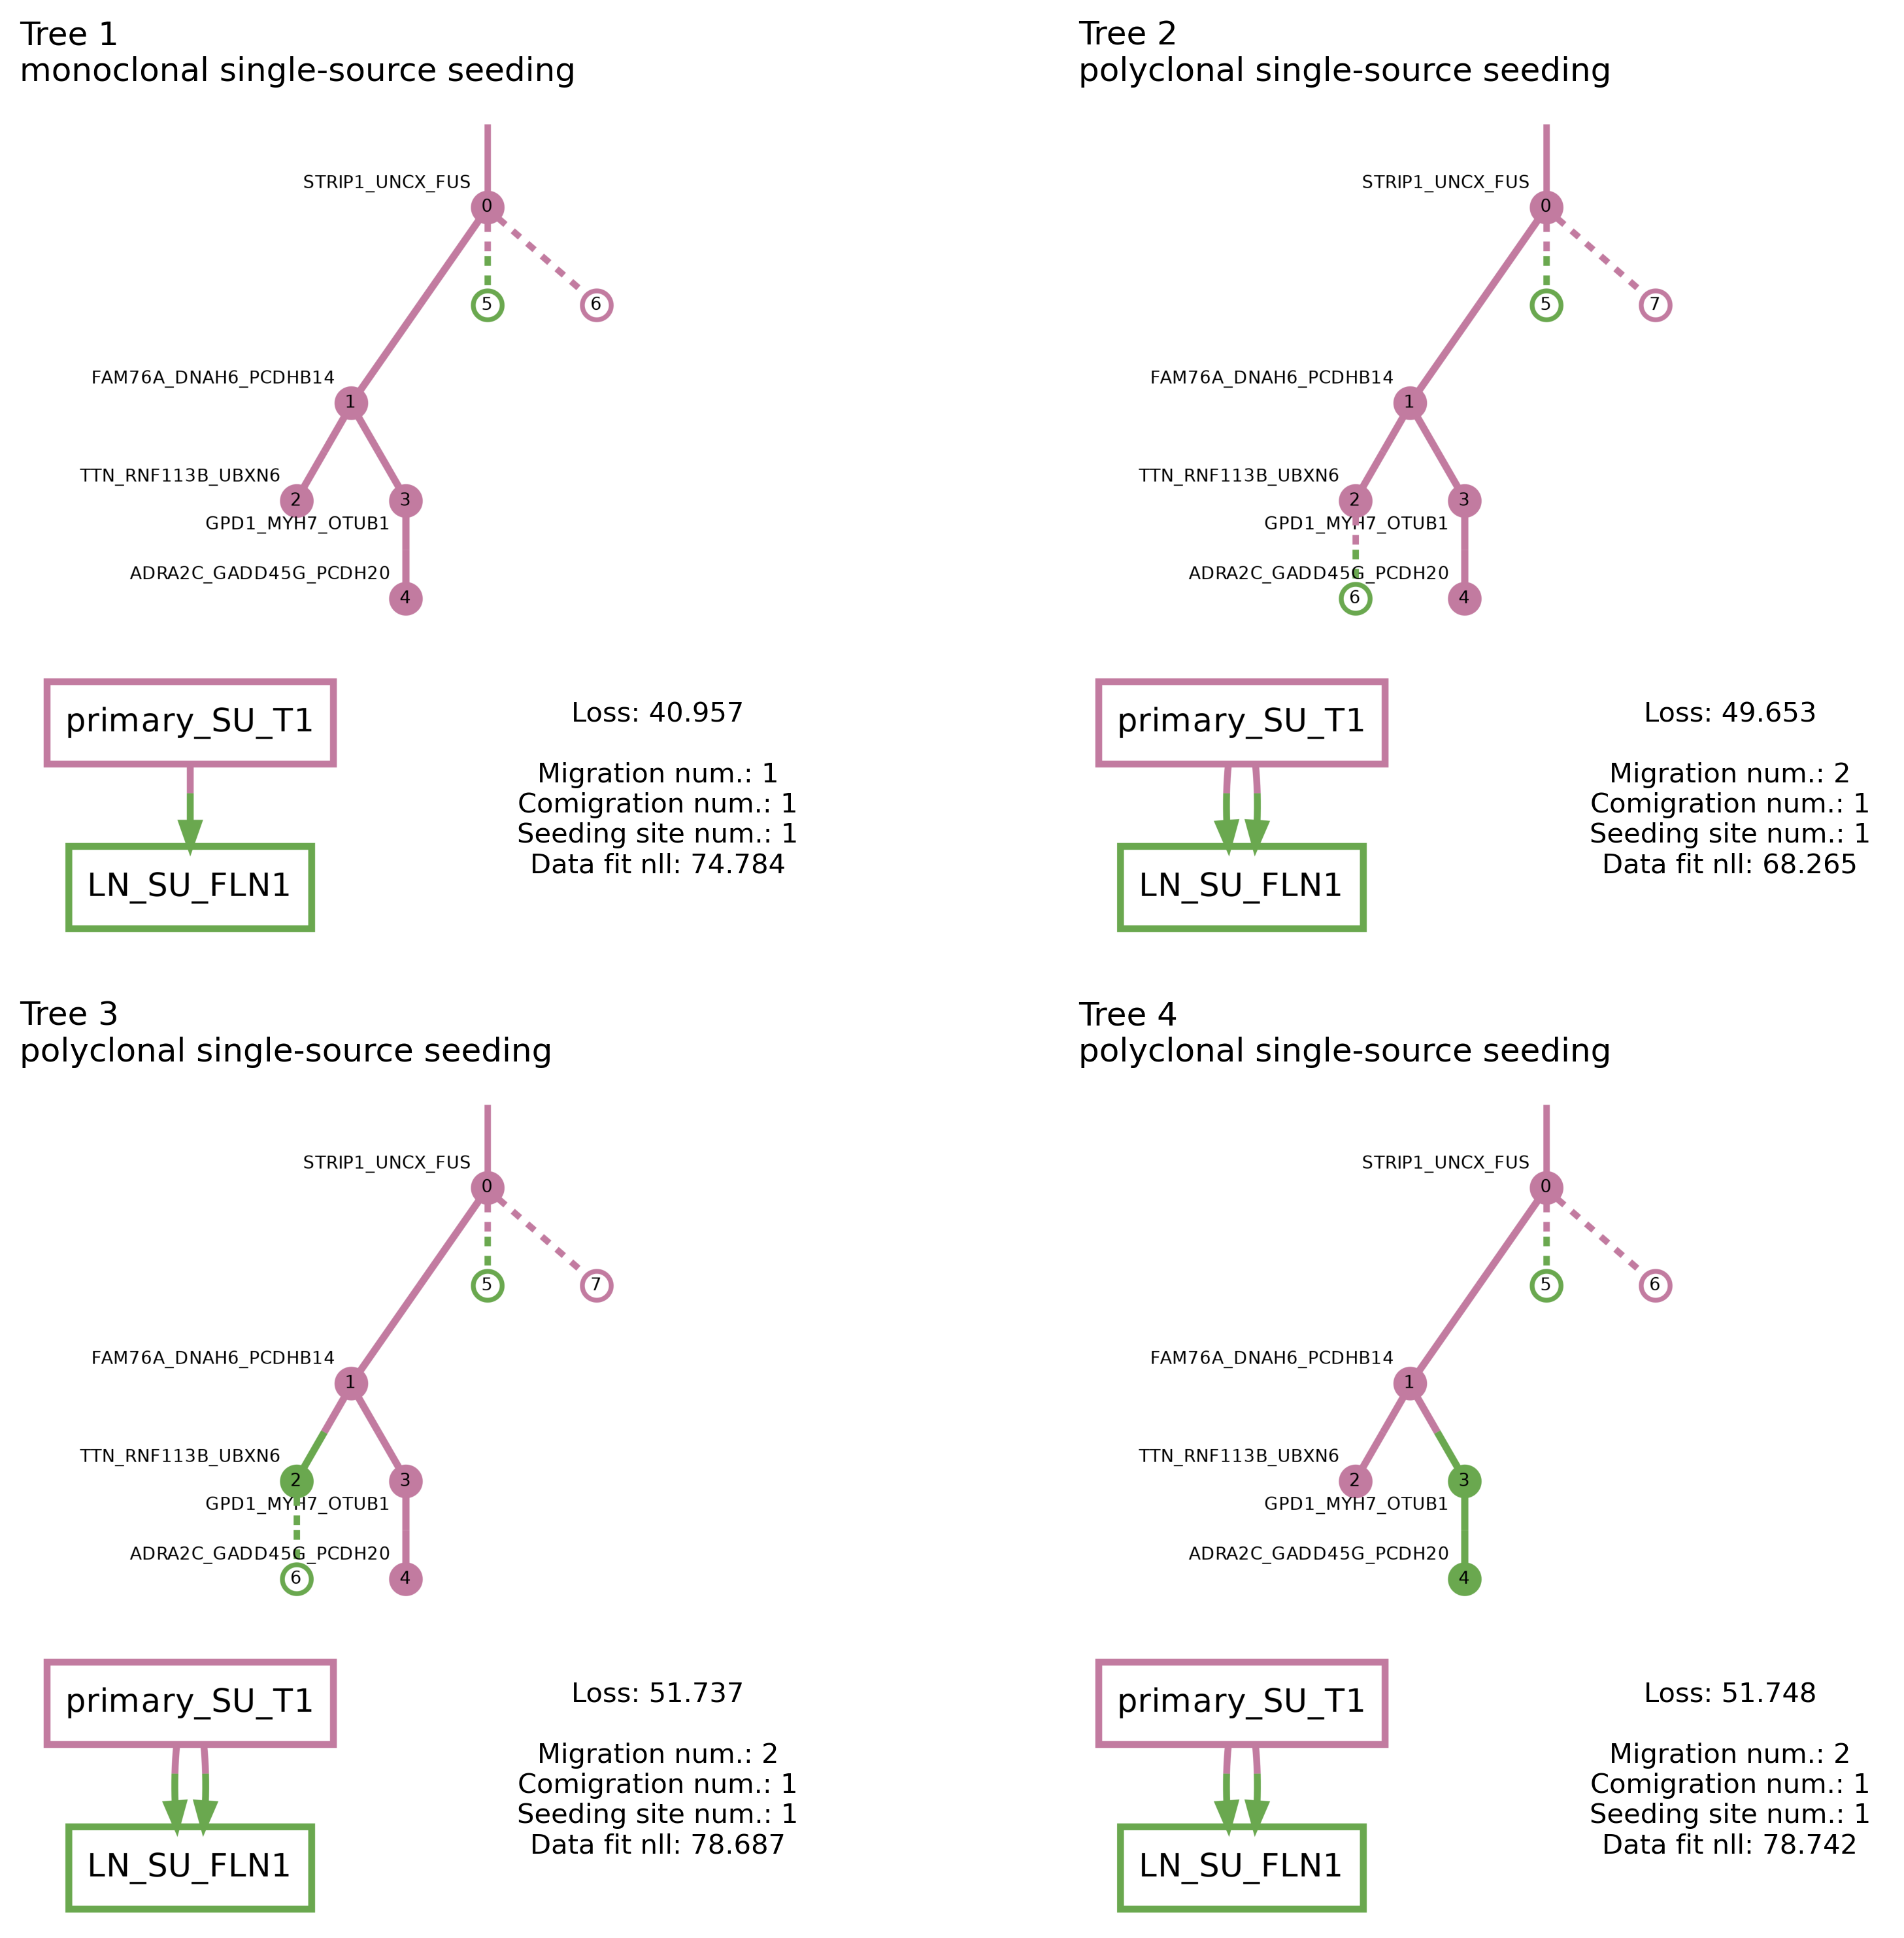 Tree 1
monoclonal single-source seeding
STRIP1_UNCX_FUS
0
5
6
FAM76A_DNAH6_PCDHB14
1
TTN_RNF113B_UBXN6
2
3
GPD1_MYH7_OTUB1
ADRA2C_GADD45G_PCDH20
4
primary_SU_T1
LN_SU_FLN1
Loss: 40.957
Migration num.: 1
Comigration num.: 1
Seeding site num.: 1
Data fit nll: 74.784
Tree 2
polyclonal single-source seeding
STRIP1_UNCX_FUS
0
5
7
FAM76A_DNAH6_PCDHB14
1
TTN_RNF113B_UBXN6
2
3
GPD1_MYH7_OTUB1
ADRA2C_GADD45G_PCDH20
6
4
primary_SU_T1
LN_SU_FLN1
Loss: 49.653
Migration num.: 2
Comigration num.: 1
Seeding site num.: 1
Data fit nll: 68.265
Tree 3
polyclonal single-source seeding
STRIP1_UNCX_FUS
0
5
7
FAM76A_DNAH6_PCDHB14
1
TTN_RNF113B_UBXN6
2
3
GPD1_MYH7_OTUB1
ADRA2C_GADD45G_PCDH20
6
4
primary_SU_T1
LN_SU_FLN1
Loss: 51.737
Migration num.: 2
Comigration num.: 1
Seeding site num.: 1
Data fit nll: 78.687
Tree 4
polyclonal single-source seeding
STRIP1_UNCX_FUS
0
5
6
FAM76A_DNAH6_PCDHB14
1
TTN_RNF113B_UBXN6
2
3
GPD1_MYH7_OTUB1
ADRA2C_GADD45G_PCDH20
4
primary_SU_T1
LN_SU_FLN1
Loss: 51.748
Migration num.: 2
Comigration num.: 1
Seeding site num.: 1
Data fit nll: 78.742